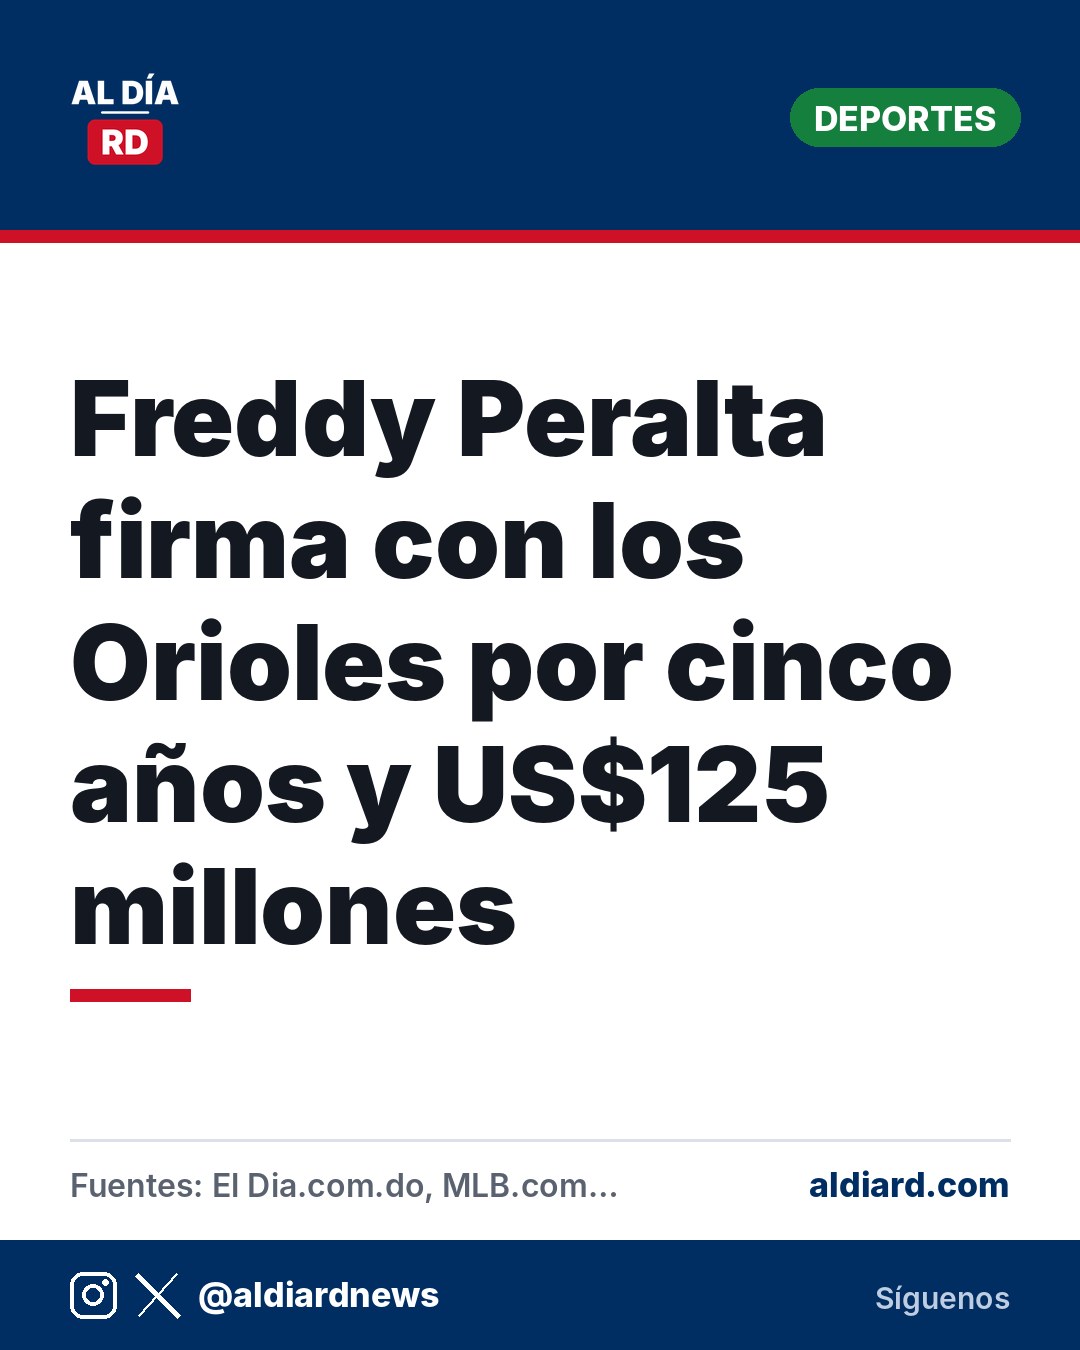 AL DÍA
RD
DEPORTES
Freddy Peralta
firma con los
Orioles por cinco
años y US$125
millones
Fuentes: El Dia.com.do, MLB.com...
aldiard.com
@aldiardnews
Síguenos